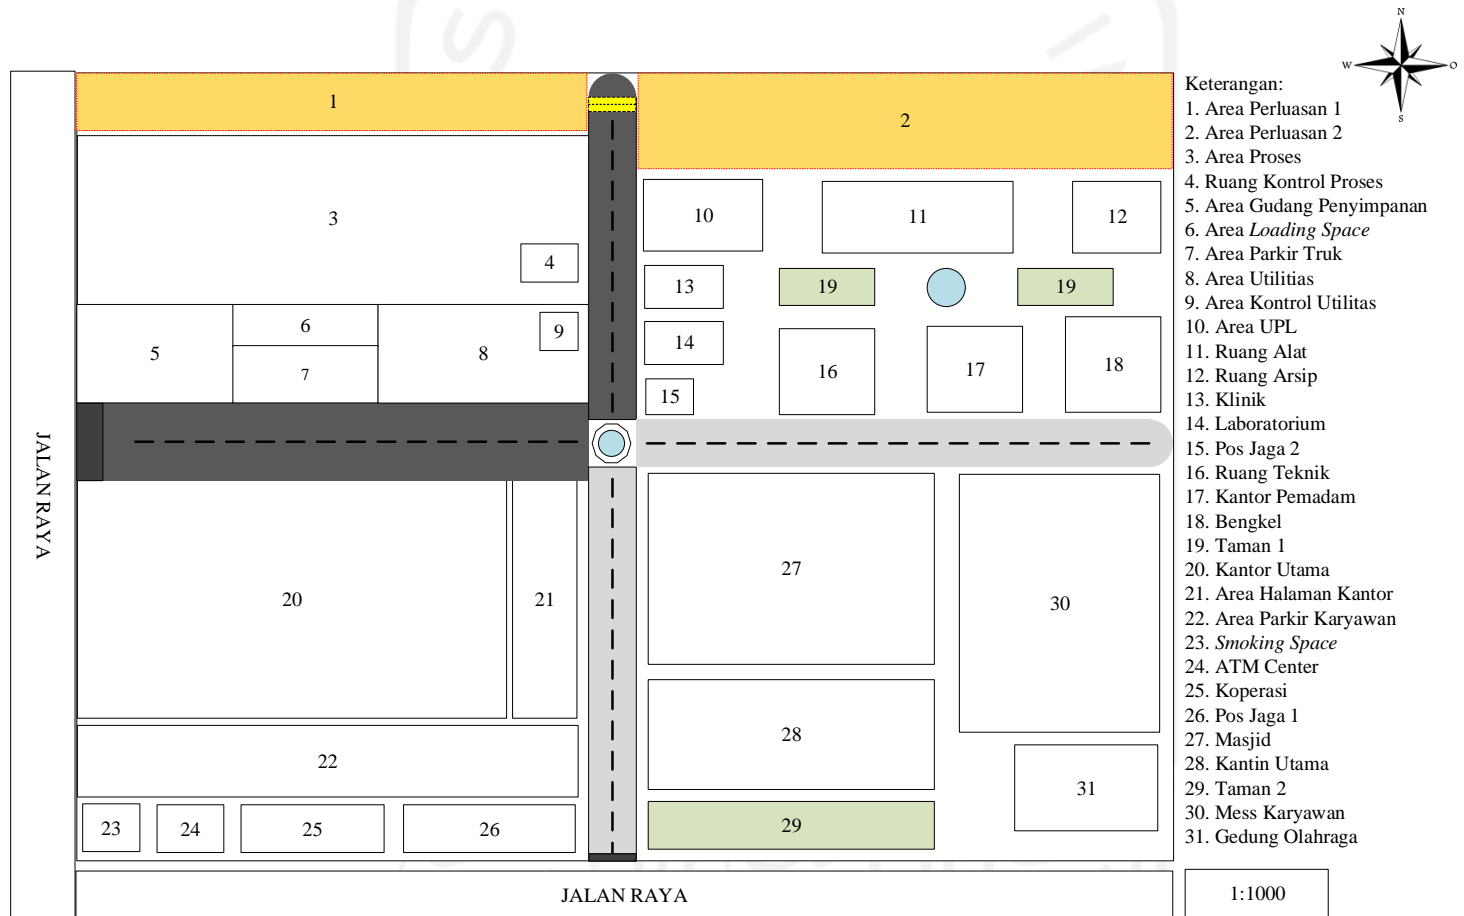 N
W
O
S
Keterangan:
1. Area Perluasan 1
2. Area Perluasan 2
3. Area Proses
4. Ruang Kontrol Proses
5. Area Gudang Penyimpanan
6. Area Loading Space
7. Area Parkir Truk
8. Area Utilitias
9. Area Kontrol Utilitas
10. Area UPL
11. Ruang Alat
12. Ruang Arsip
13. Klinik
14. Laboratorium
15. Pos Jaga 2
16. Ruang Teknik
17. Kantor Pemadam
18. Bengkel
19. Taman 1
20. Kantor Utama
21. Area Halaman Kantor
22. Area Parkir Karyawan
23. Smoking Space
24. ATM Center
25. Koperasi
26. Pos Jaga 1
27. Masjid
28. Kantin Utama
29. Taman 2
30. Mess Karyawan
31. Gedung Olahraga
1:1000
JALAN RAYA
1
2
3
4
5
6
7
8
9
10
11
12
13
19
19
14
15
16
17
18
20
21
22
23
24
25
26
27
28
29
30
31
JALAN RAYA